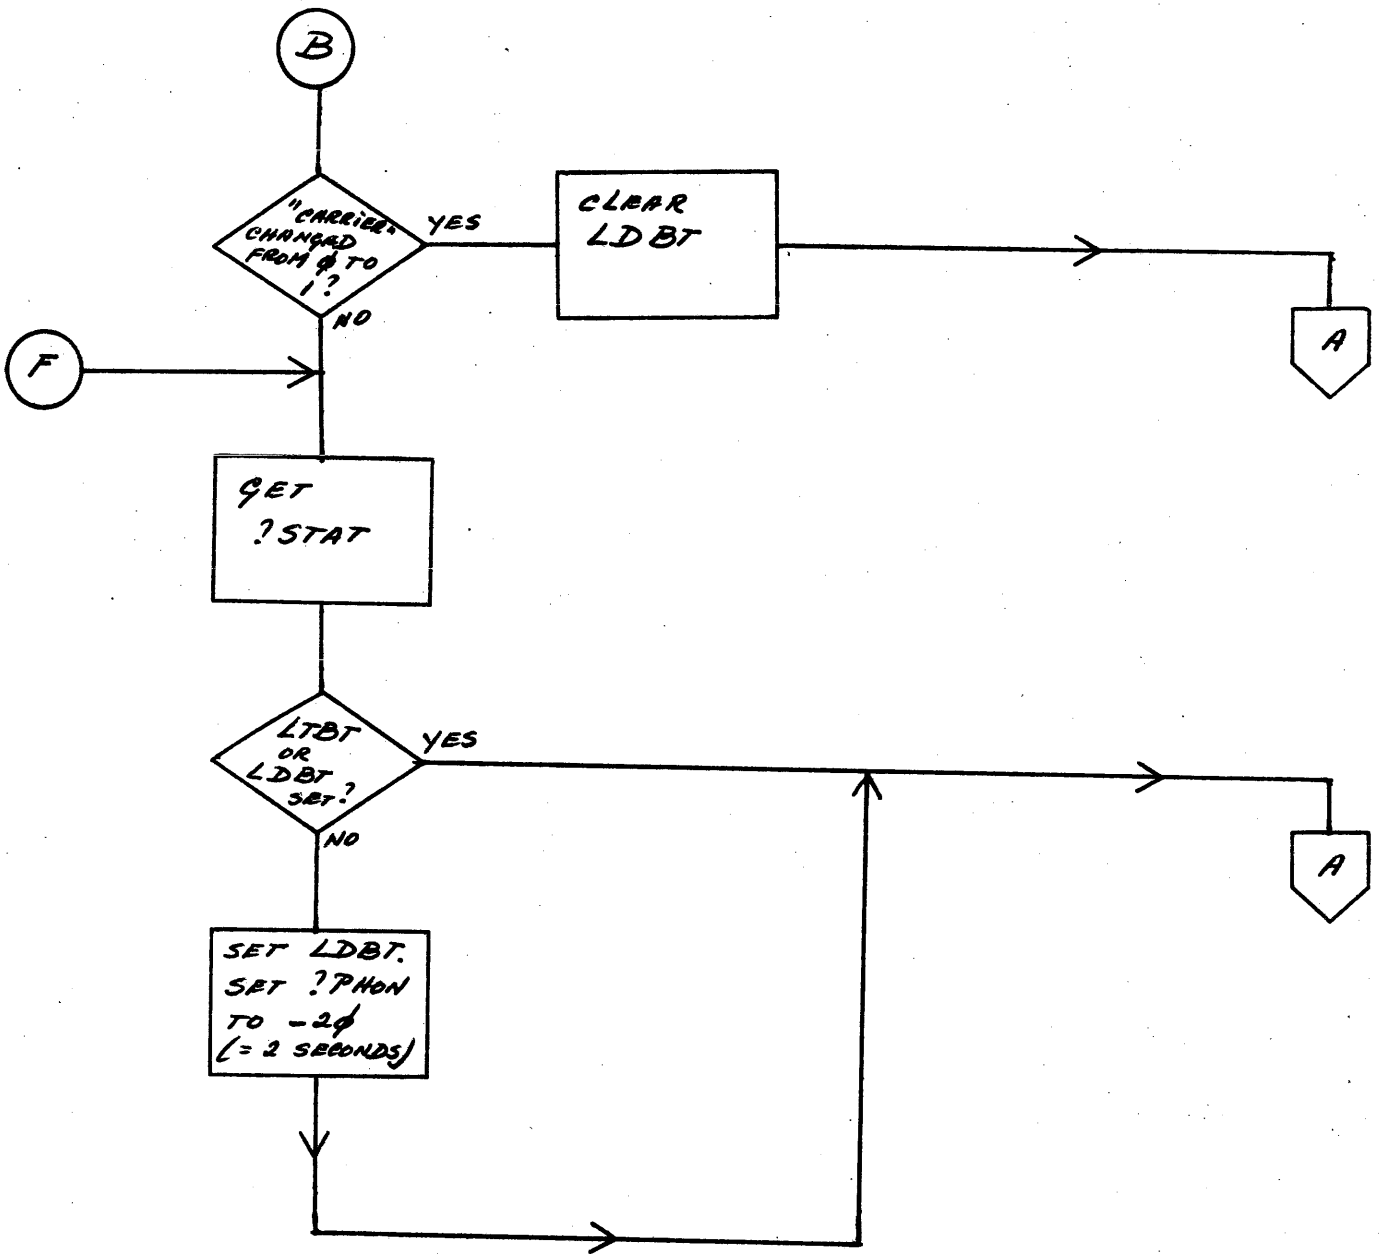 B
"CARRiER"
CHANGED
FROM ø TO
1?
YES
NO
CLEAR
LDBT
A
F
GET
?STAT
LTBT
OR
LDBT
SET?
YES
NO
A
SET LDBT.
SET ?PHON
TO -2ø
(= 2 SECONDS)